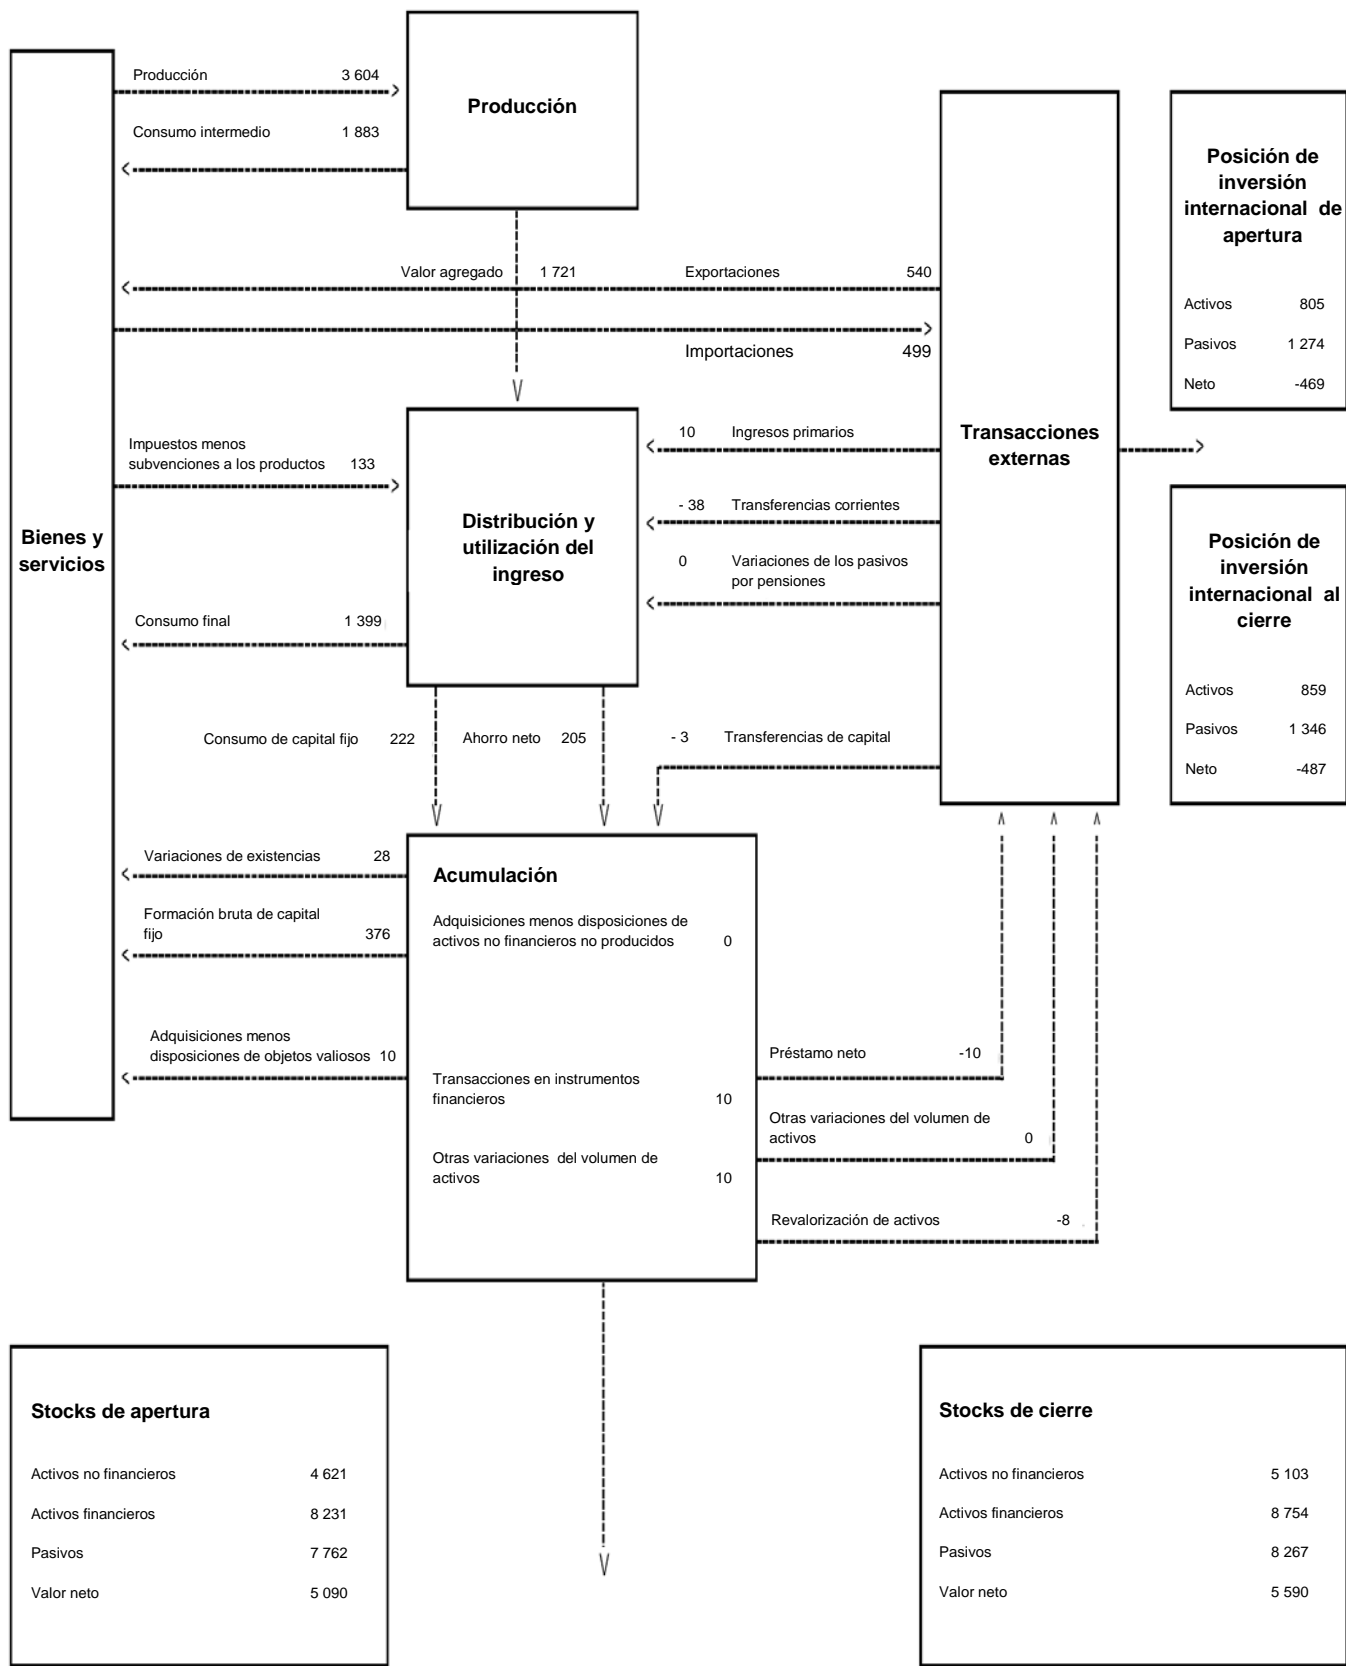 Producción 3 604
Producción
Consumo intermedio 1 883
Posición de
inversión
internacional de
apertura
Valor agregado 1 721
Exportaciones 540
Activos 805
Importaciones 499
Pasivos 1 274
Neto -469
Impuestos menos
subvenciones a los productos 133
10 Ingresos primarios
Transacciones
externas
- 38 Transferencias corrientes
Bienes y
servicios
Distribución y
utilización del
ingreso
0 Variaciones de los pasivos
por pensiones
Posición de
inversión
internacional al
cierre
Consumo final 1 399
Activos 859
Pasivos 1 346
Neto -487
Consumo de capital fijo 222
Ahorro neto 205
- 3 Transferencias de capital
Variaciones de existencias 28
Acumulación
Formación bruta de capital
fijo 376
Adquisiciones menos disposiciones de
activos no financieros no producidos 0
Adquisiciones menos
disposiciones de objetos valiosos 10
Préstamo neto -10
Transacciones en instrumentos
financieros 10
Otras variaciones del volumen de
activos 0
Otras variaciones del volumen de
activos 10
Revalorización de activos -8
Stocks de apertura
Activos no financieros 4 621
Activos financieros 8 231
Pasivos 7 762
Valor neto 5 090
Stocks de cierre
Activos no financieros 5 103
Activos financieros 8 754
Pasivos 8 267
Valor neto 5 590